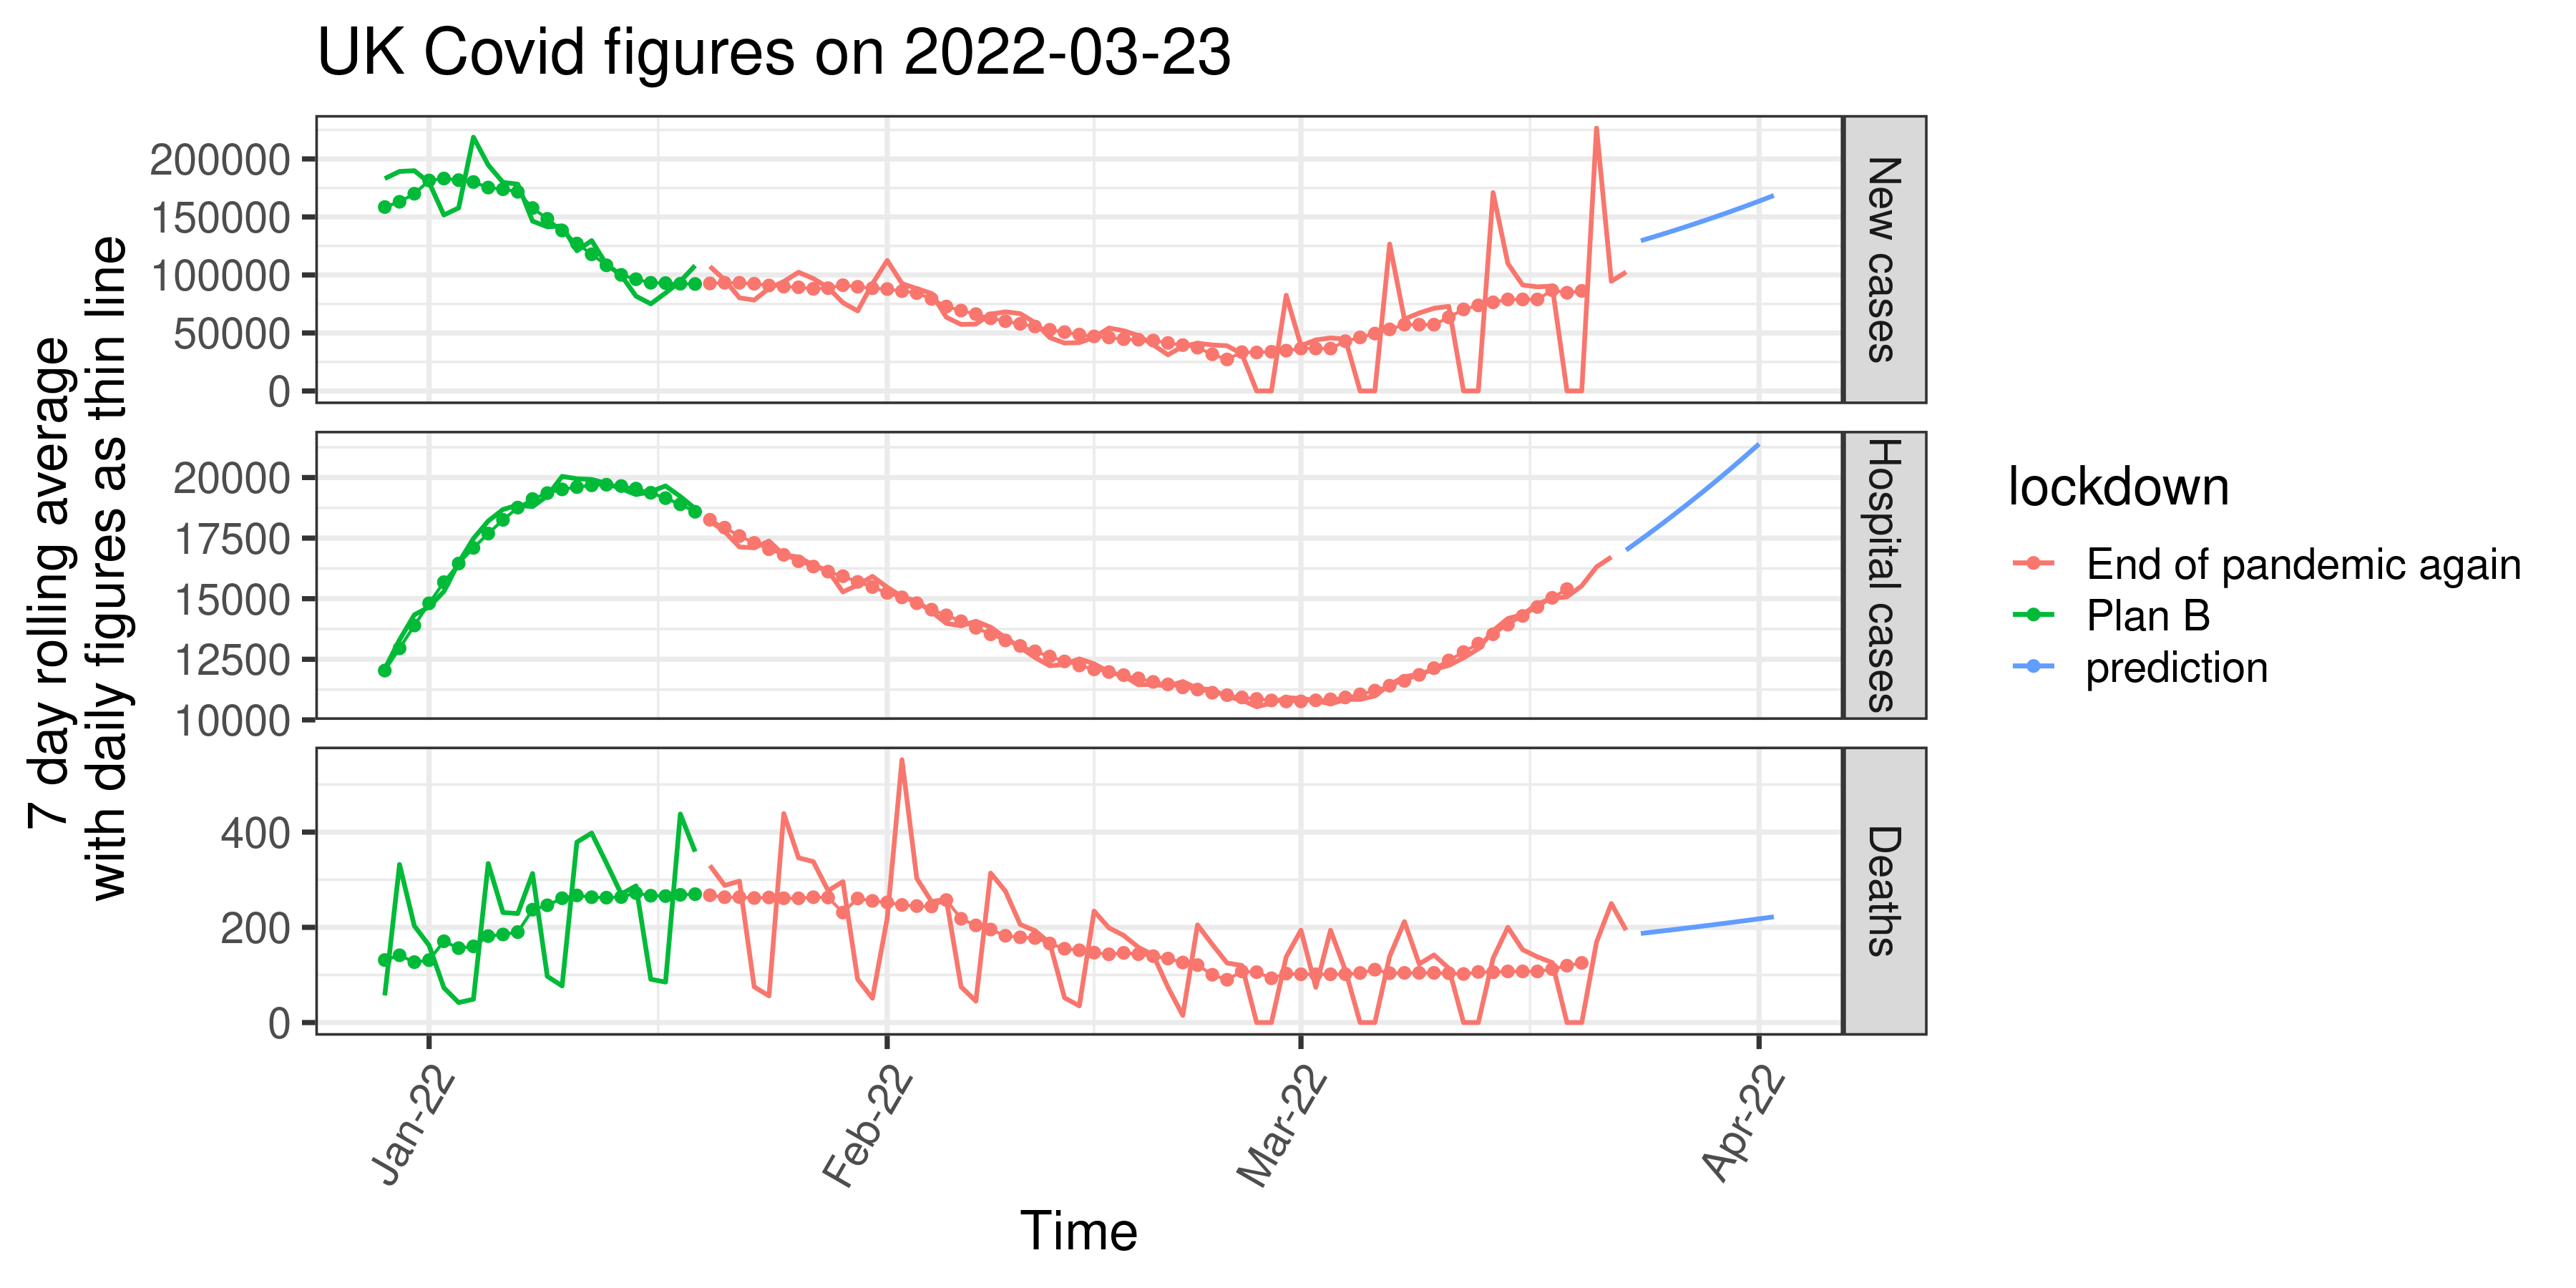 UK Covid figures on 2022-03-23
7 day rolling average
with daily figures as thin line
200000
150000
100000
50000
0
New cases
20000
17500
15000
12500
10000
Hospital cases
400
200
0
Deaths
Jan-22
Feb-22
Mar-22
Apr-22
Time
lockdown
End of pandemic again
Plan B
prediction